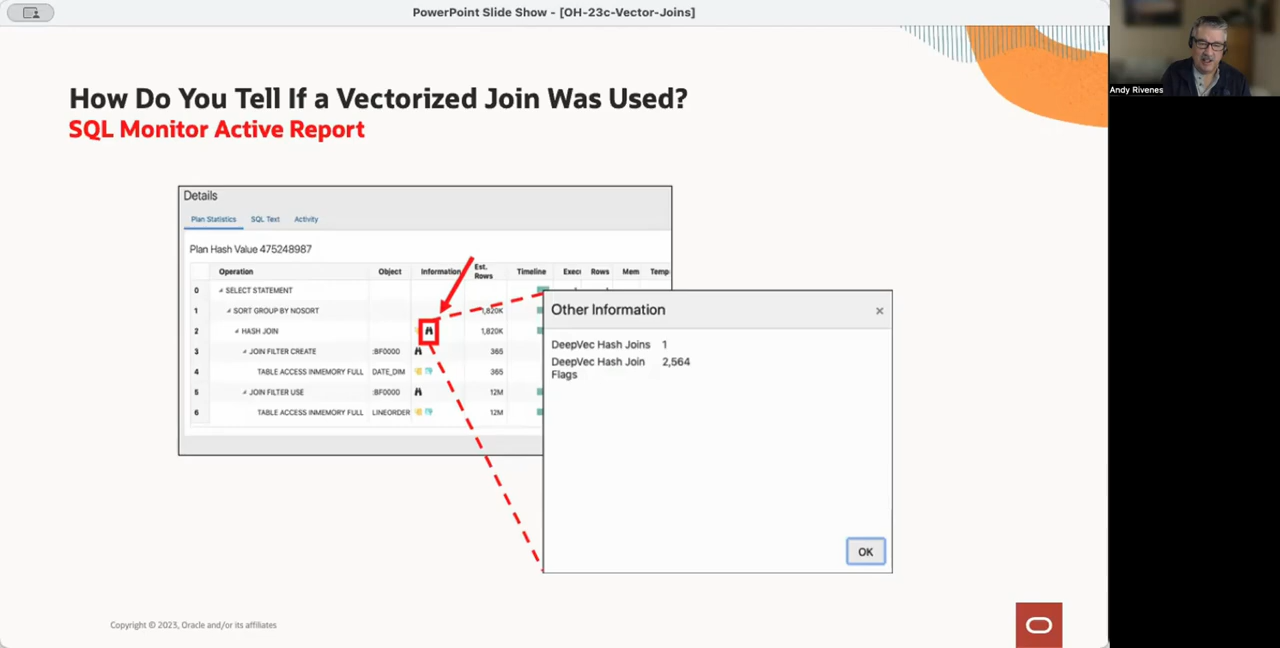 PowerPoint Slide Show - [OH-23c-Vector-Joins]
Andy Rivenes
How Do You Tell If a Vectorized Join Was Used?
SQL Monitor Active Report
Details
Plan Statistics SQL Text Activity
Plan Hash Value 475248987
Operation Object Information Est. Rows Timeline Execu Rows Mem Temp
0 SELECT STATEMENT
1 SORT GROUP BY NOSORT 1,820K
2 HASH JOIN 1,820K
3 JOIN FILTER CREATE :BF0000 365
4 TABLE ACCESS INMEMORY FULL DATE_DIM 365
5 JOIN FILTER USE :BF0000 12M
6 TABLE ACCESS INMEMORY FULL LINEORDER 12M
Other Information ×
DeepVec Hash Joins 1
DeepVec Hash Join 2,564
Flags
OK
Copyright © 2023, Oracle and/or its affiliates